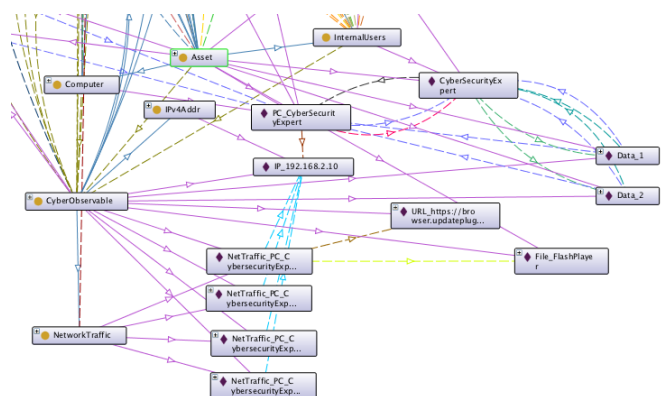 InternalUsers
Asset
Computer
CyberSecurityEx
pert
IPv4Addr
PC_CyberSecurit
yExpert
Data_1
IP_192.168.2.10
Data_2
CyberObservable
URL_https://bro
wser.updateplug...
NetTraffic_PC_C
ybersecurityExp...
File_FlashPlaye
r
NetTraffic_PC_C
ybersecurityExp...
NetworkTraffic
NetTraffic_PC_C
ybersecurityExp...
NetTraffic_PC_C
ybersecurityExp...